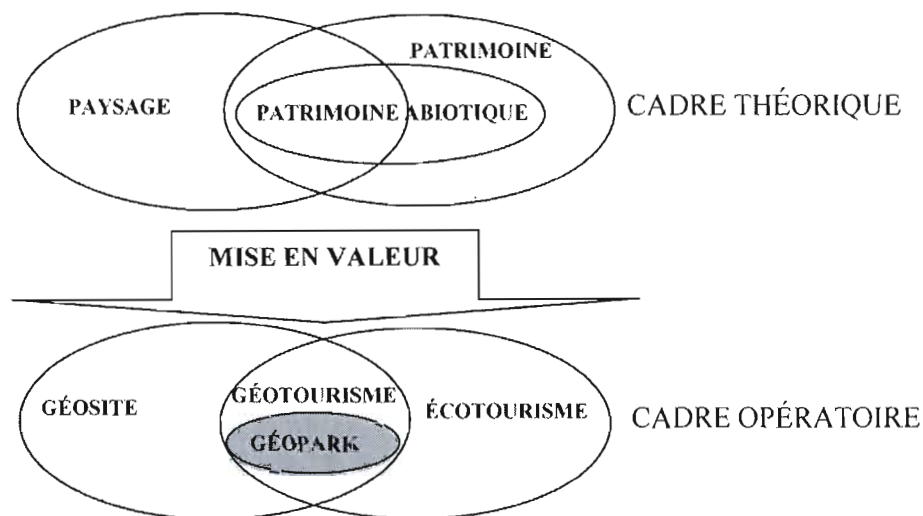 PATRIMOINE
PAYSAGE
PATRIMOINE ABIOTIQUE
CADRE THÉORIQUE
MISE EN VALEUR
GÉOTOURISME
GÉOSITE
ÉCOTOURISME
CADRE OPÉRATOIRE
GÉOPARK